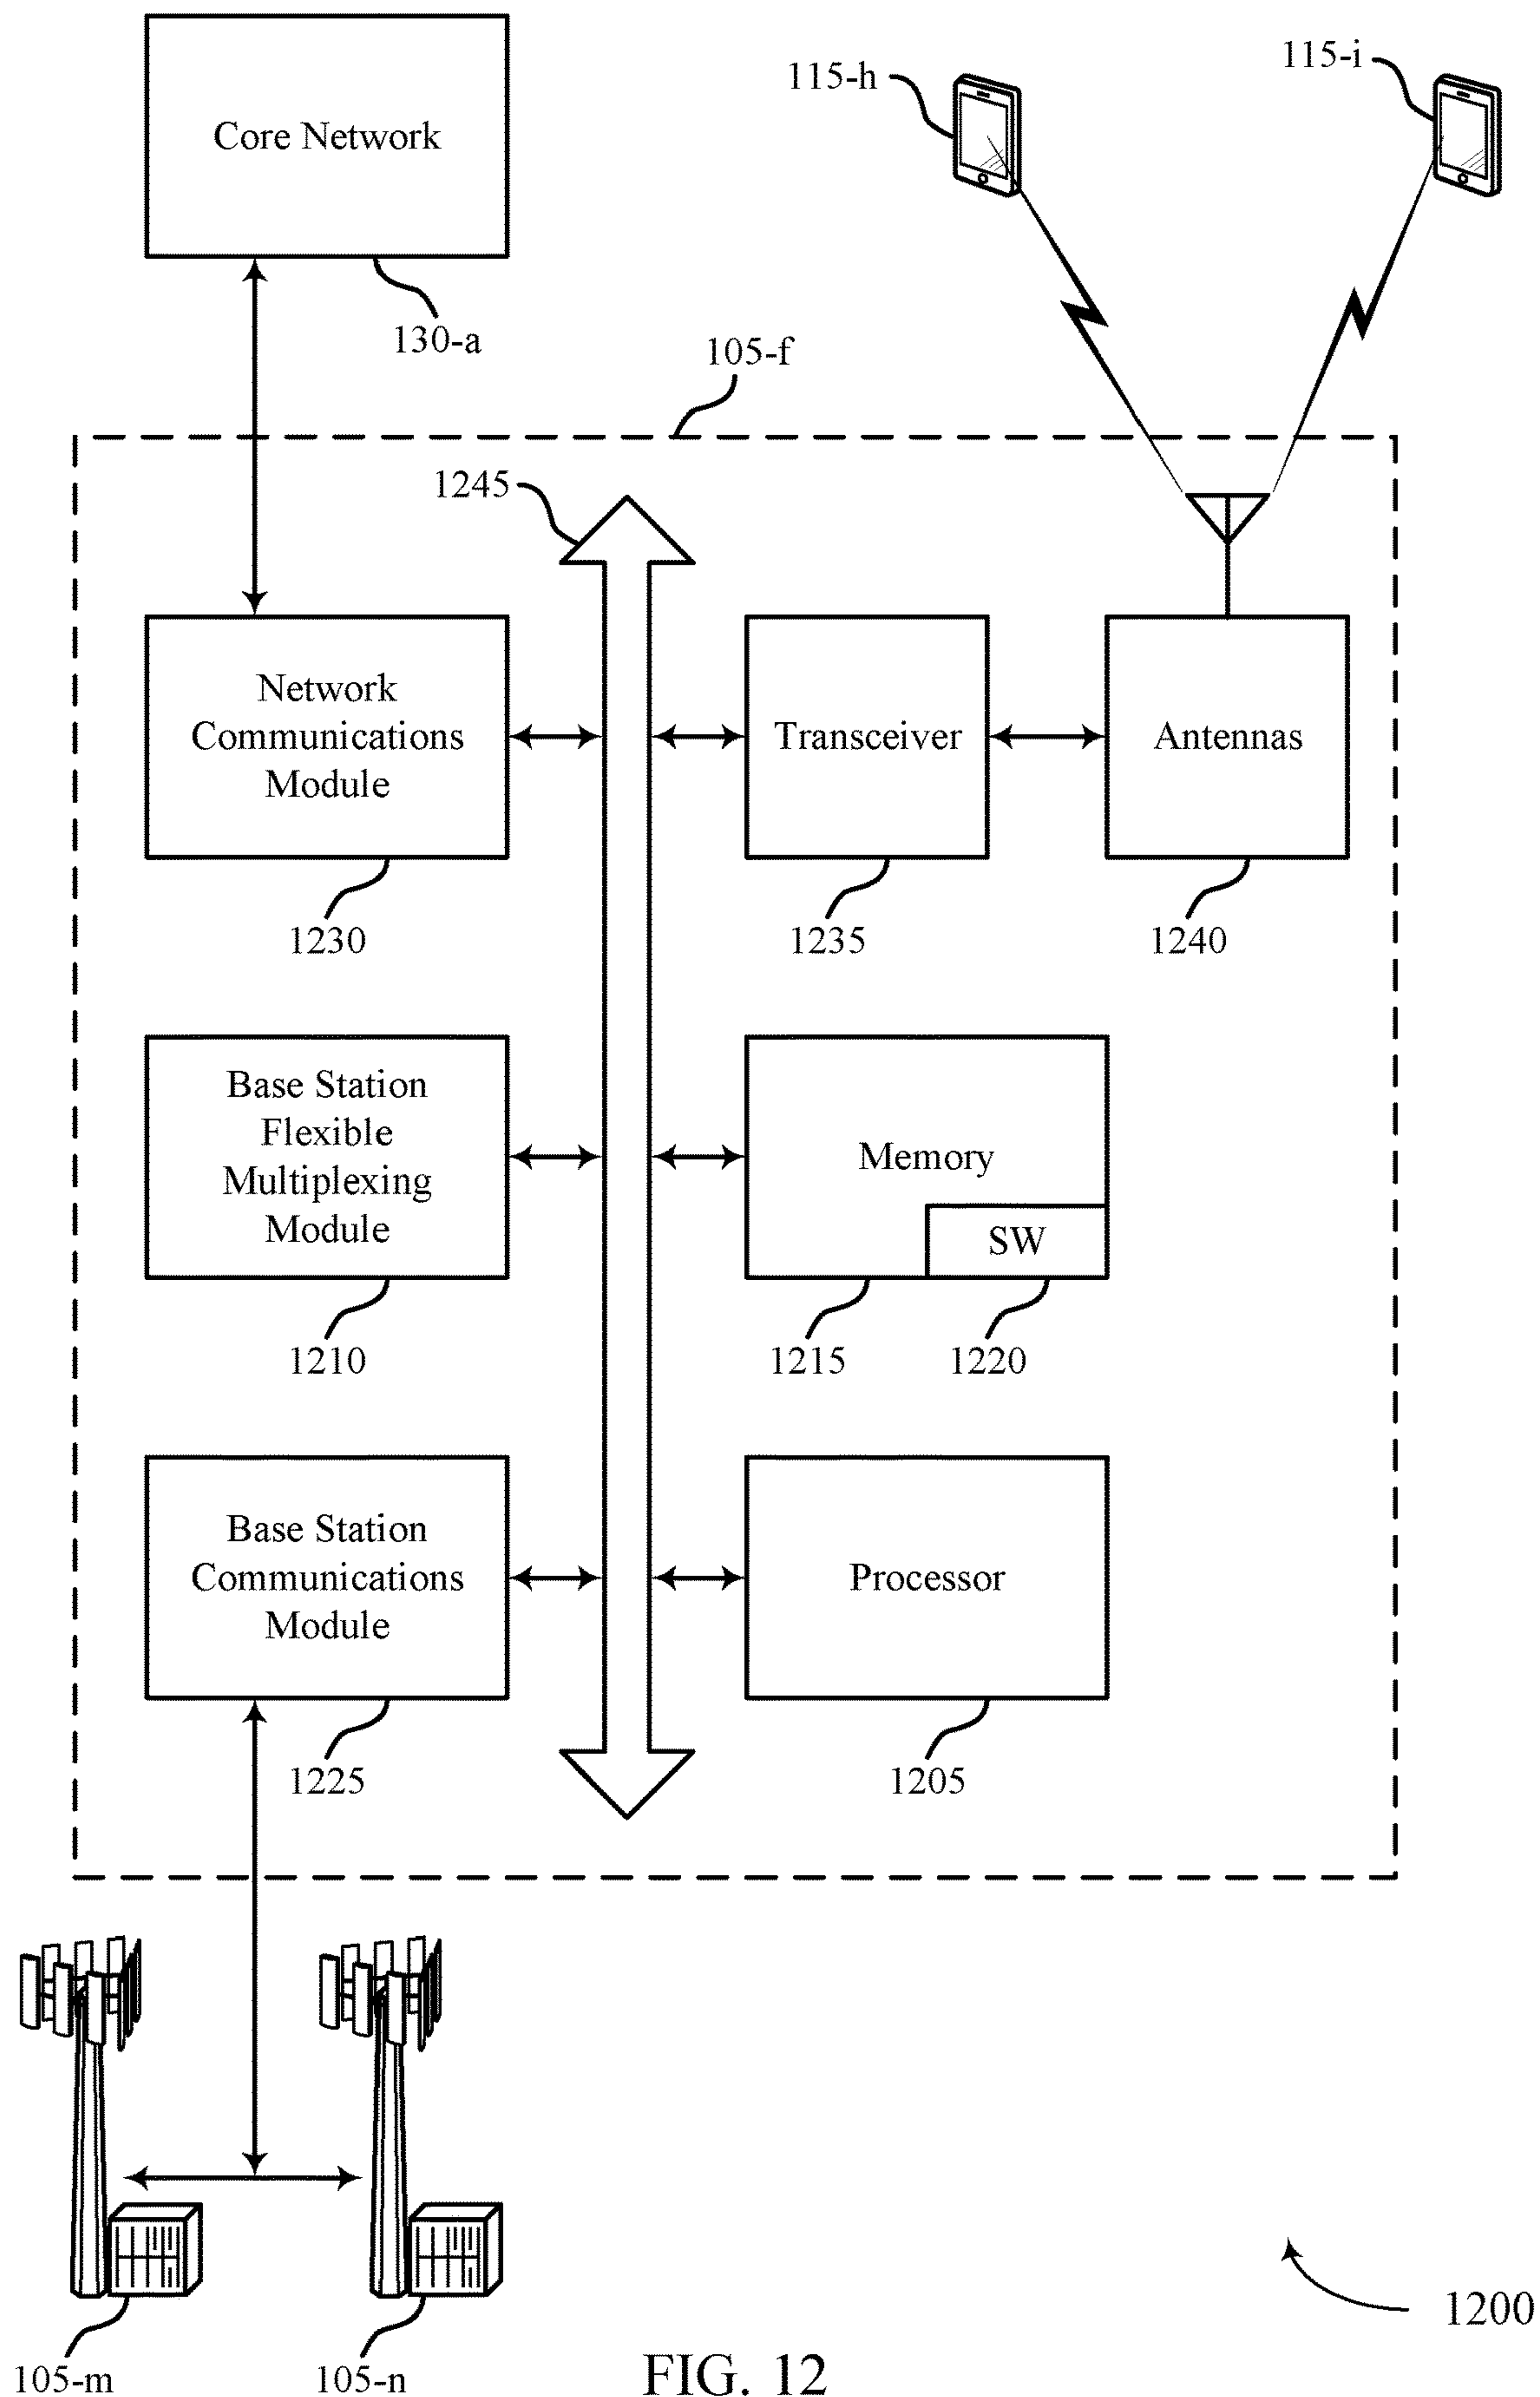 115-h
115-i
Core Network
130-a
105-f
1245
Network
Communications
Module
Transceiver
Antennas
1230
1235
1240
Base Station
Flexible
Multiplexing
Module
Memory
SW
1210
1215
1220
Base Station
Communications
Module
Processor
1225
1205
105-m
105-n
1200
FIG. 12